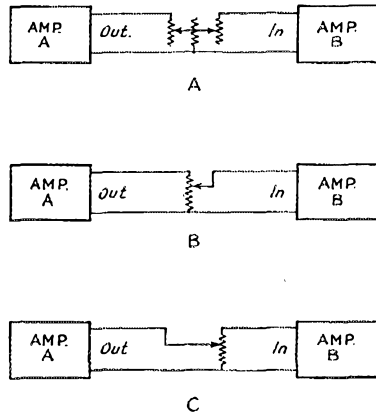 AMP. A Out. In AMP. B
A
AMP. A Out In AMP. B
B
AMP. A Out In AMP. B
C